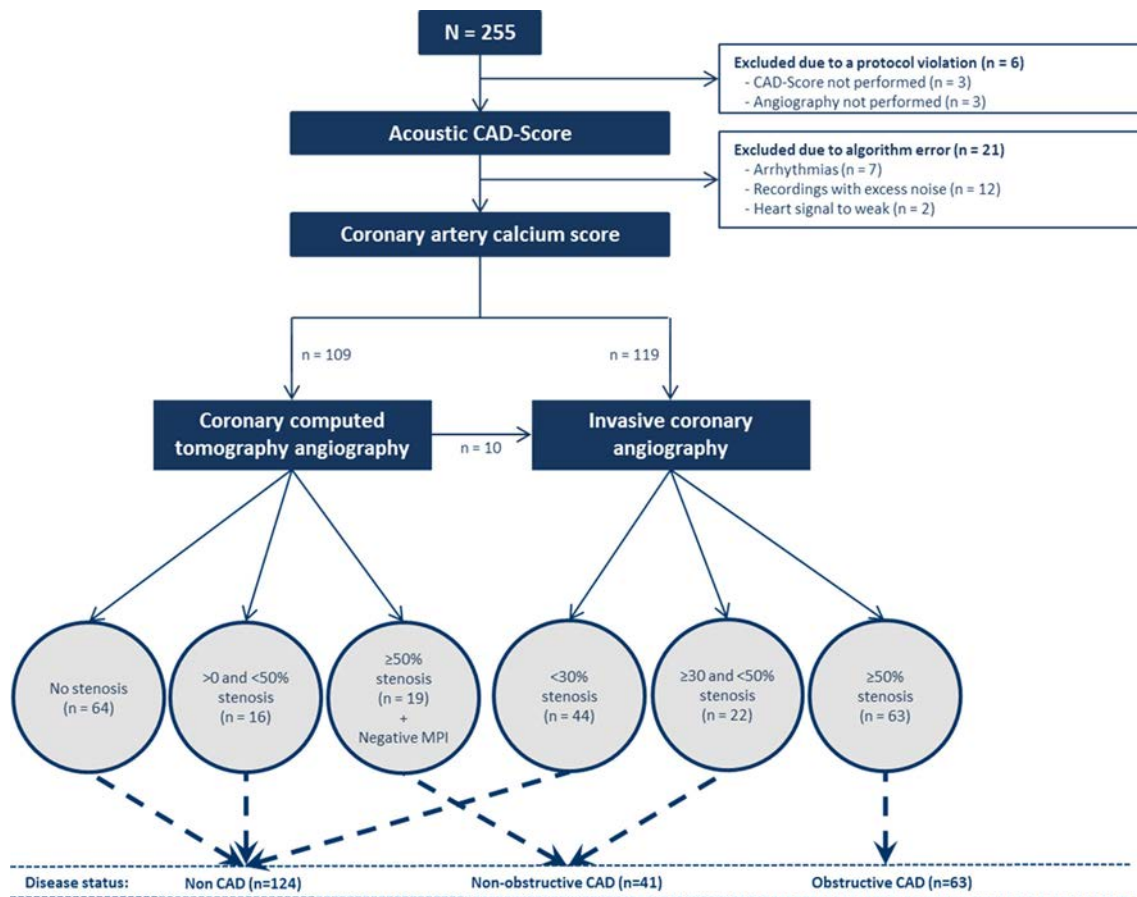 N = 255
Excluded due to a protocol violation (n = 6)
- CAD-Score not performed (n = 3)
- Angiography not performed (n = 3)
Acoustic CAD-Score
Excluded due to algorithm error (n = 21)
- Arrhythmias (n = 7)
- Recordings with excess noise (n = 12)
- Heart signal to weak (n = 2)
Coronary artery calcium score
n = 109
n = 119
Coronary computed
tomography angiography
n = 10
Invasive coronary
angiography
No stenosis
(n = 64)
>0 and <50%
stenosis
(n = 16)
≥50%
stenosis
(n = 19)
+
Negative MPI
<30%
stenosis
(n = 44)
≥30 and <50%
stenosis
(n = 22)
≥50%
stenosis
(n = 63)
Disease status: Non CAD (n=124) Non-obstructive CAD (n=41) Obstructive CAD (n=63)